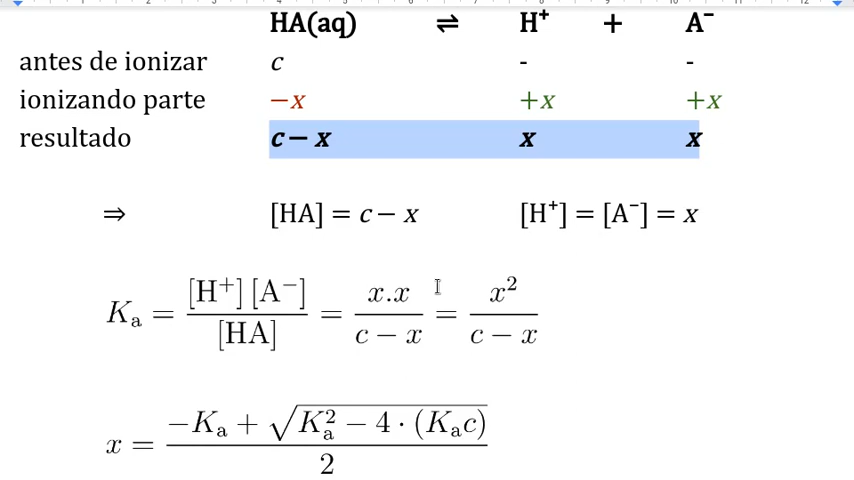 HA(aq) ⇌ H⁺ + A⁻
antes de ionizar c - -
ionizando parte −x +x +x
resultado c − x x x
⇒ [HA] = c − x [H⁺] = [A⁻] = x
Kₐ = [H⁺][A⁻] / [HA] = x.x / (c − x) = x² / (c − x)
x = (−Kₐ + √(Kₐ² − 4 · (Kₐc))) / 2